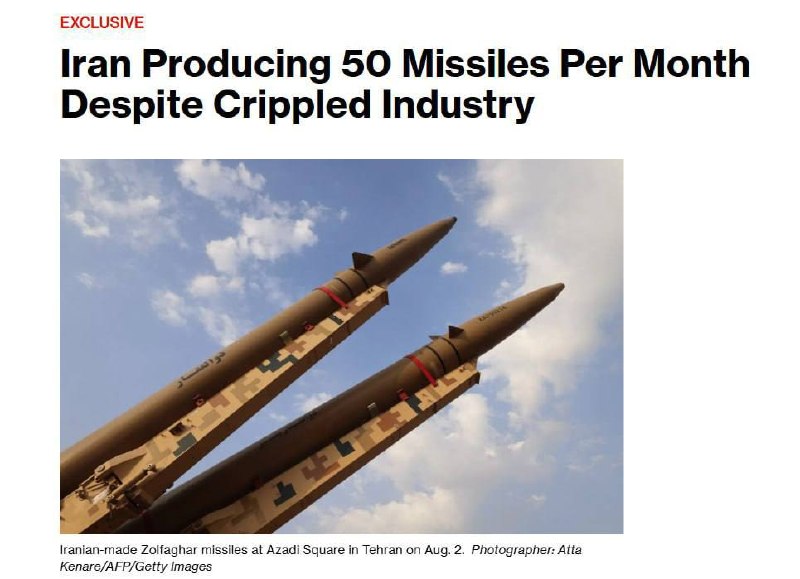 EXCLUSIVE
Iran Producing 50 Missiles Per Month
Despite Crippled Industry
ذوالفقار
Iranian-made Zolfaghar missiles at Azadi Square in Tehran on Aug. 2. Photographer: Atta
Kenare/AFP/Getty Images